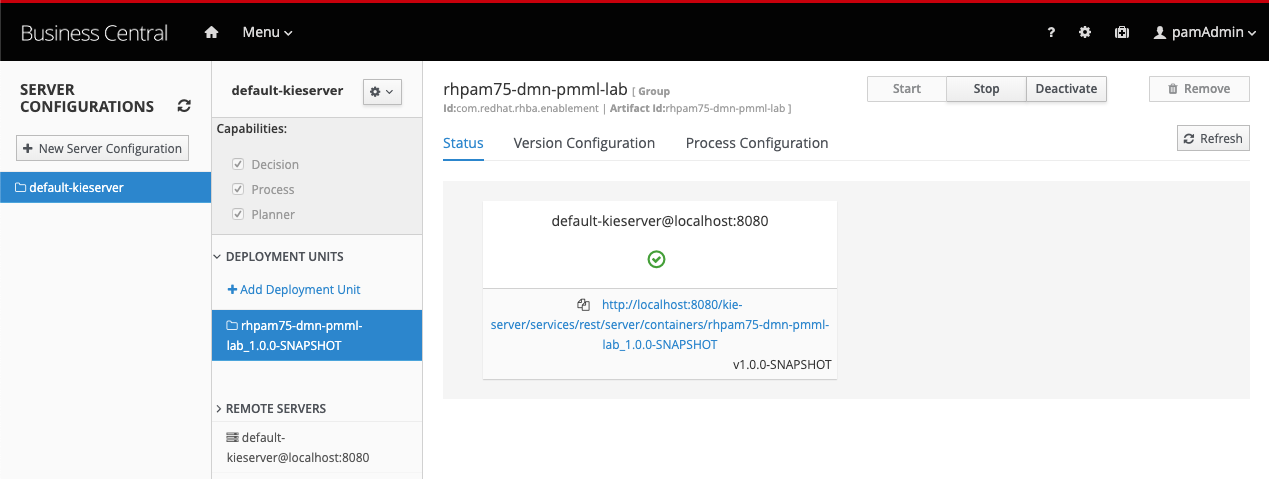 Business Central
Menu
?
pamAdmin
SERVER
CONFIGURATIONS
+ New Server Configuration
default-kieserver
default-kieserver
Capabilities:
Decision
Process
Planner
DEPLOYMENT UNITS
+ Add Deployment Unit
rhpam75-dmn-pmml-
lab_1.0.0-SNAPSHOT
REMOTE SERVERS
default-
kieserver@localhost:8080
rhpam75-dmn-pmml-lab [ Group
Id:com.redhat.rhba.enablement | Artifact Id:rhpam75-dmn-pmml-lab ]
Start Stop Deactivate
Remove
Status Version Configuration Process Configuration
Refresh
default-kieserver@localhost:8080
http://localhost:8080/kie-
server/services/rest/server/containers/rhpam75-dmn-pmml-
lab_1.0.0-SNAPSHOT
v1.0.0-SNAPSHOT